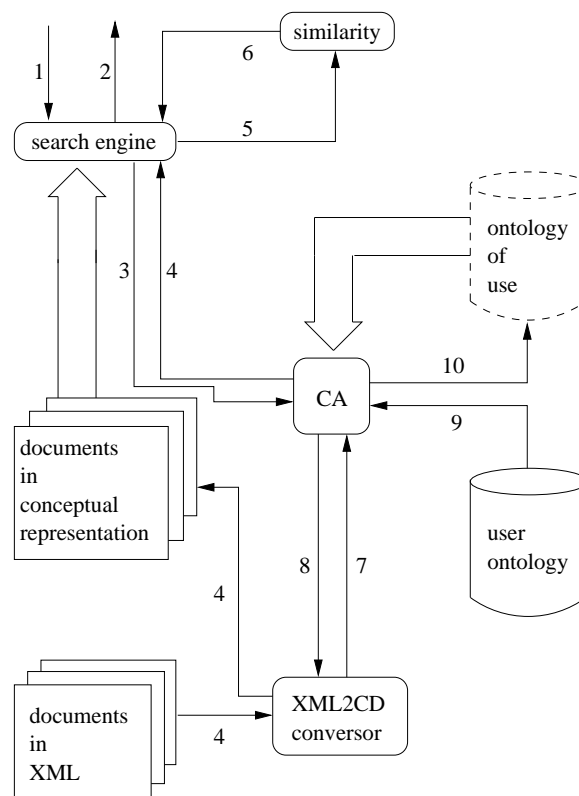 similarity
6
1
2
5
search engine
ontology
of
use
3
4
10
CA
9
documents
in
conceptual
representation
user
ontology
8
7
4
XML2CD
conversor
documents
in
XML
4